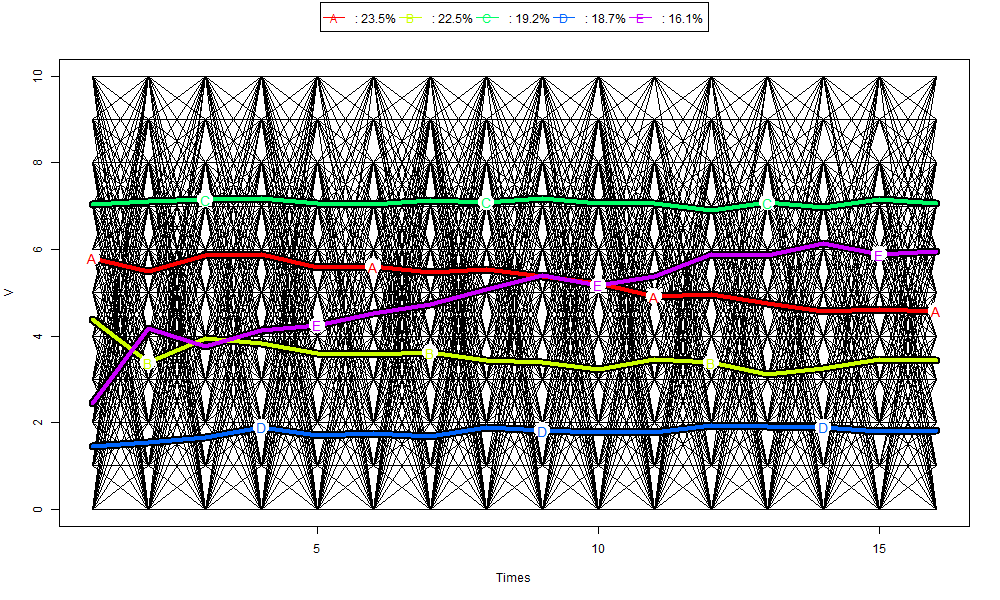 A : 23.5% B : 22.5% C : 19.2% D : 18.7% E : 16.1%
10
8
6
4
2
0
V
C C C
A A E A E A
E
B B B
D D D
5 10 15
Times